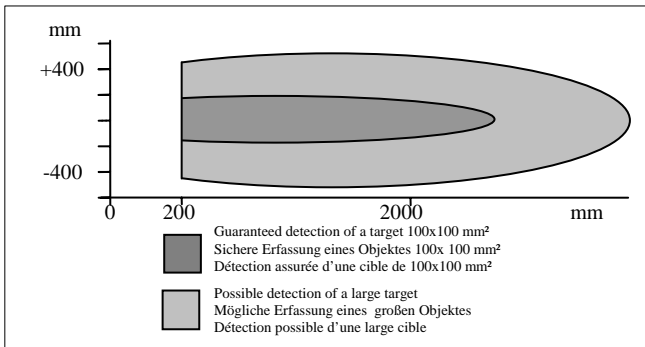 mm
+400
-400
0 200 2000 mm
Guaranteed detection of a target 100x100 mm²
Sichere Erfassung eines Objektes 100x 100 mm²
Détection assurée d’une cible de 100x100 mm²
Possible detection of a large target
Mögliche Erfassung eines  großen Objektes
Détection possible d’une large cible